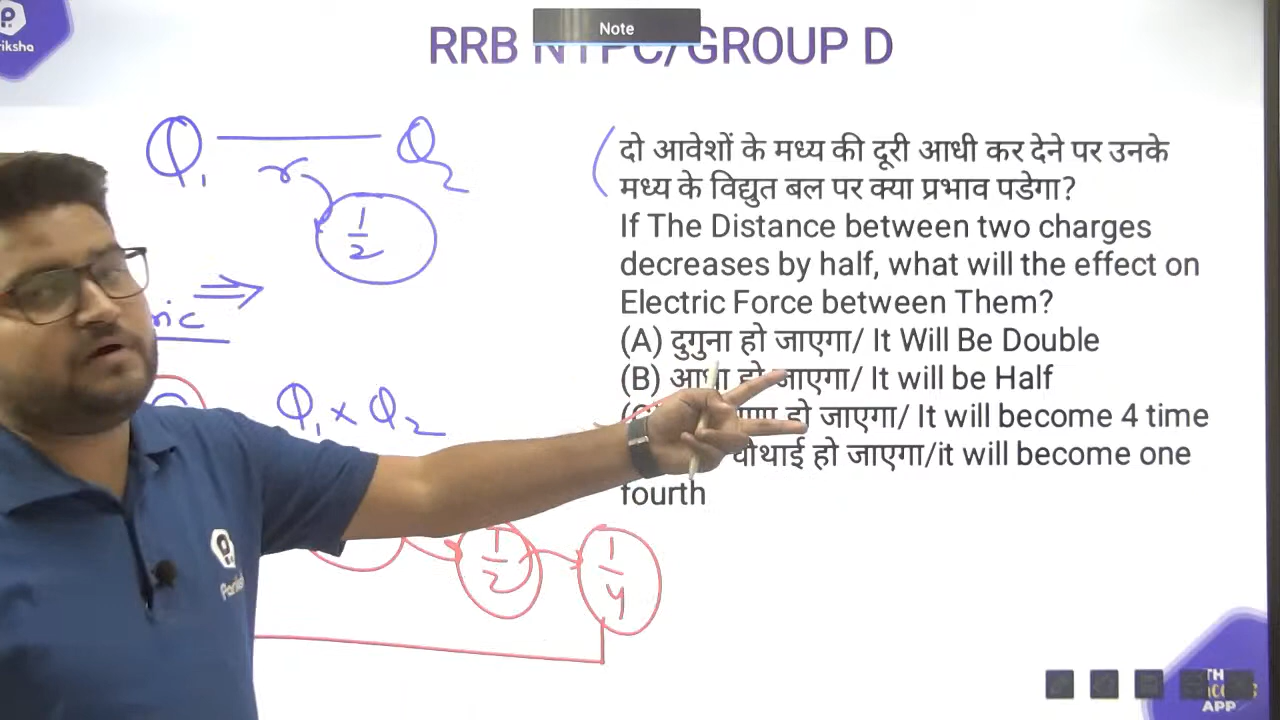 Note
RRB NTPC/GROUP D
Q₁ Q₂
r
1/2
दो आवेशों के मध्य की दूरी आधी कर देने पर उनके
मध्य के विद्युत बल पर क्या प्रभाव पडेगा?
If The Distance between two charges
decreases by half, what will the effect on
Electric Force between Them?
(A) दुगुना हो जाएगा/ It Will Be Double
(B) आधा हो जाएगा/ It will be Half
हो जाएगा/ It will become 4 time
चौथाई हो जाएगा/it will become one
fourth
Q₁ × Q₂
1/2
1/4
APP